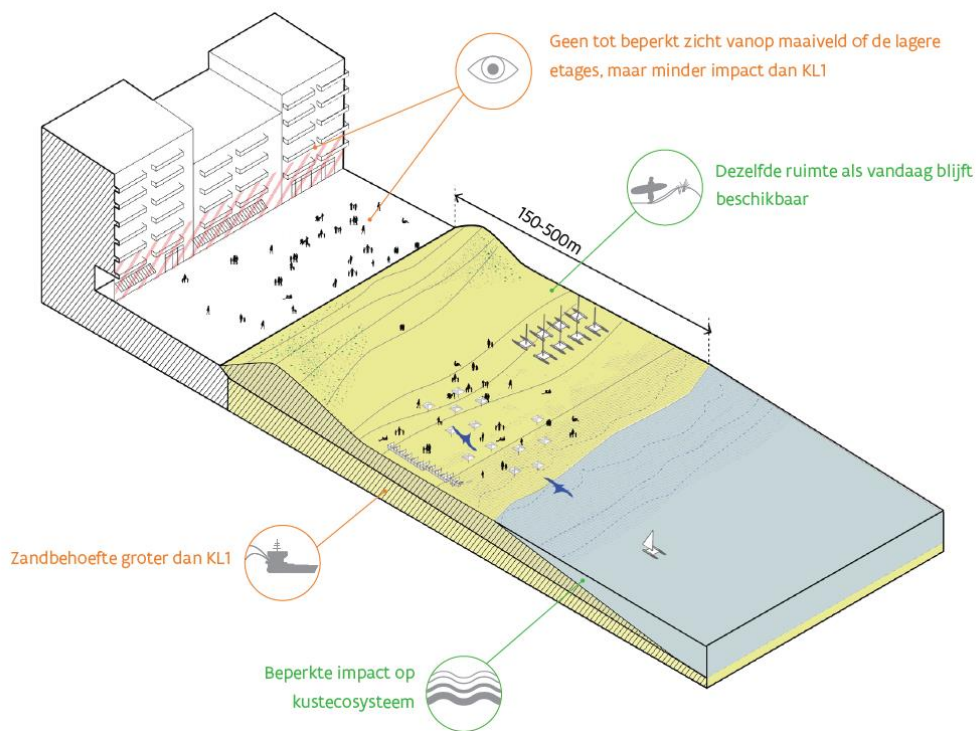 Geen tot beperkt zicht vanop maaiveld of de lagere
etages, maar minder impact dan KL1
Dezelfde ruimte als vandaag blijft
beschikbaar
150-500m
Zandbehoefte groter dan KL1
Beperkte impact op
kustecosysteem